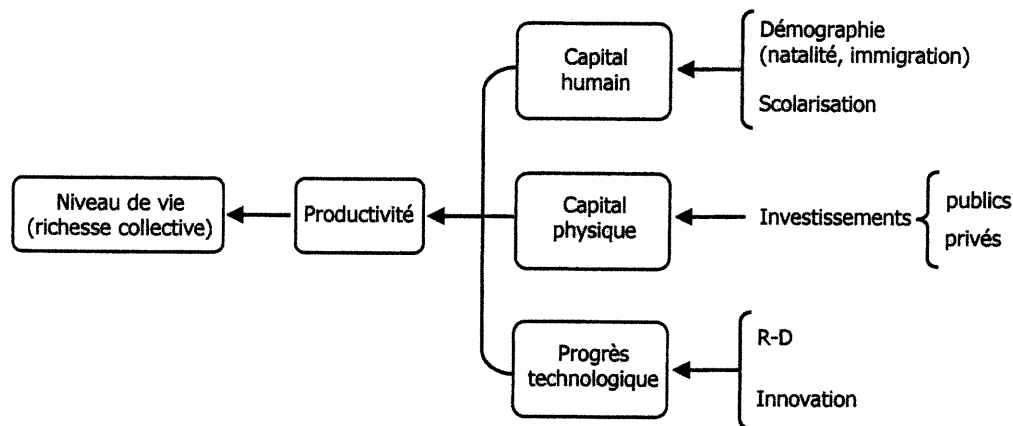 Démographie
(natalité, immigration)
Capital
humain
Scolarisation
Niveau de vie
(richesse collective)
Productivité
Capital
physique
Investissements
publics
privés
Progrès
technologique
R-D
Innovation